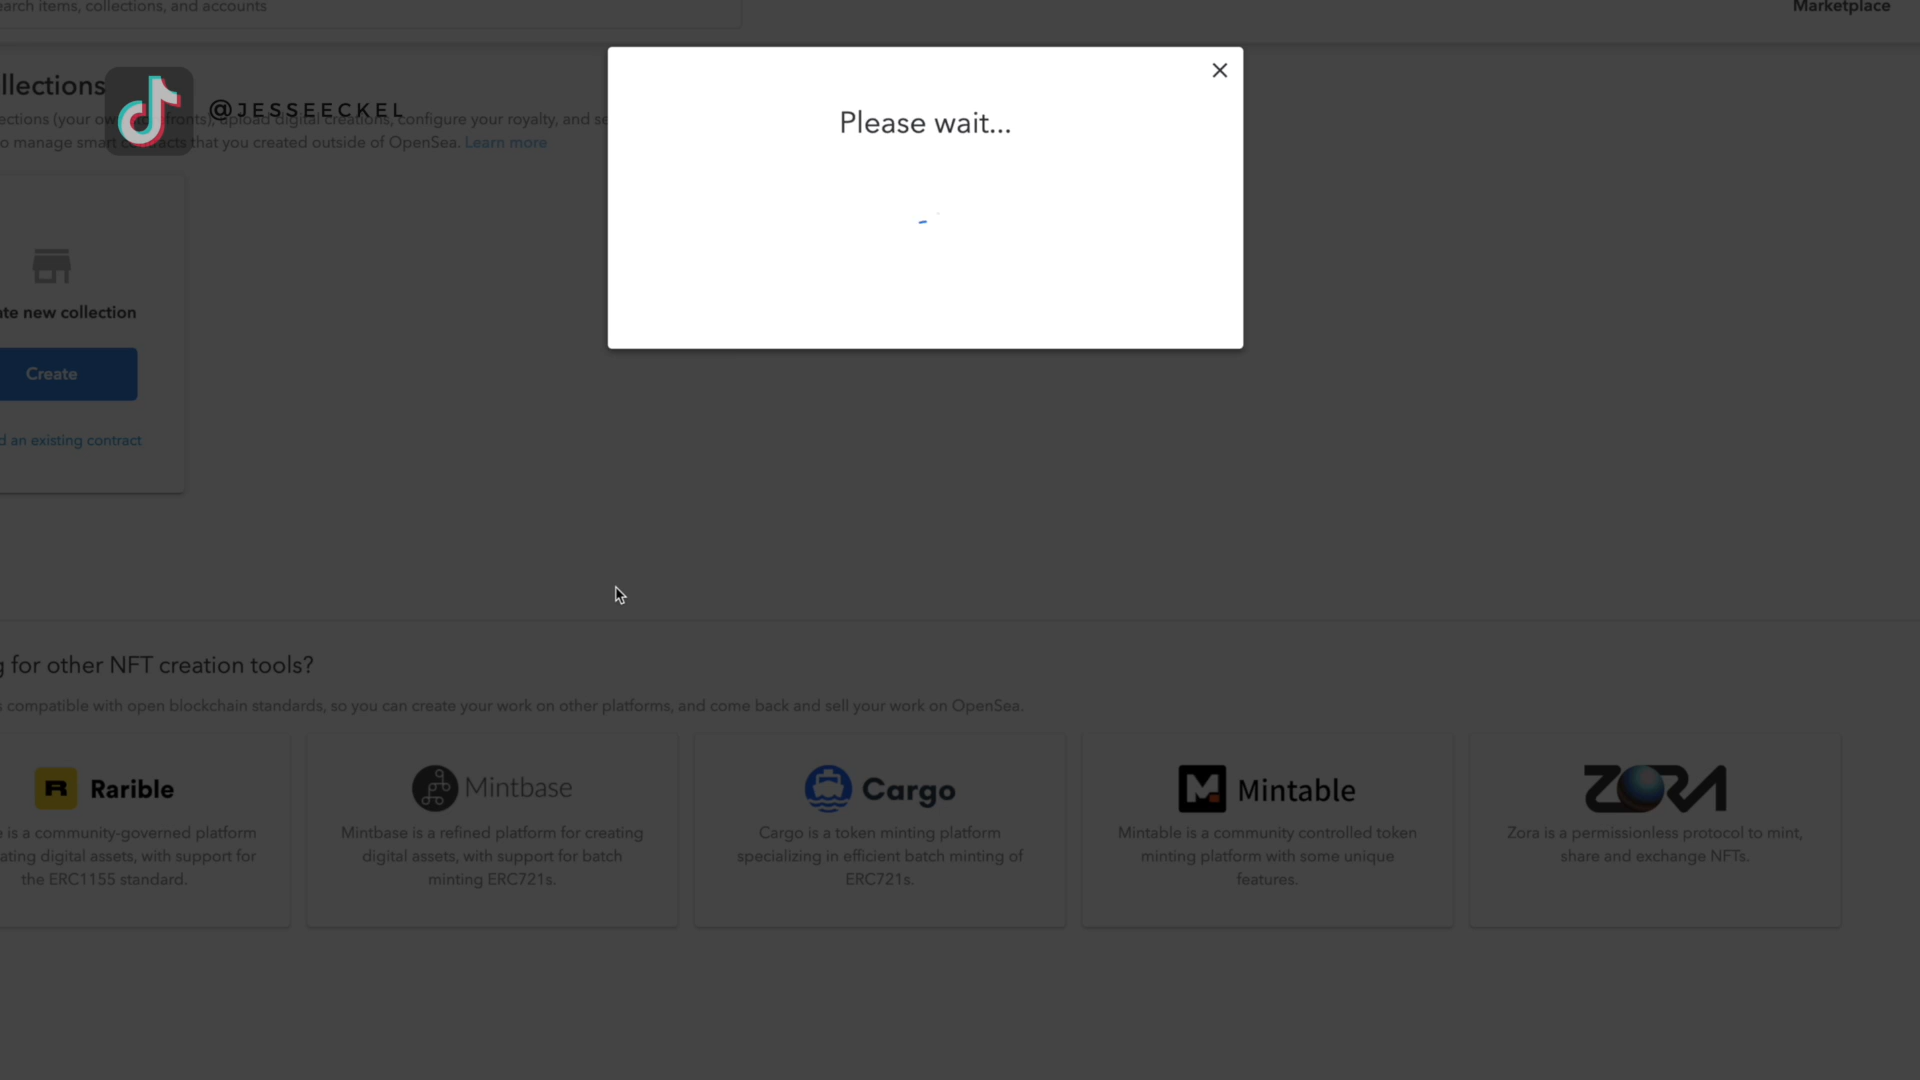 earch items, collections, and accounts
Marketplace
Please wait...
llections
@JESSEECKEL
ections (your ow fronts), upload digital creations, configure your royalty, and se
o manage smart that you created outside of OpenSea. Learn more
ate new collection
Create
d an existing contract
g for other NFT creation tools?
s compatible with open blockchain standards, so you can create your work on other platforms, and come back and sell your work on OpenSea.
Rarible
e is a community-governed platform
ating digital assets, with support for
the ERC1155 standard.
Mintbase
Mintbase is a refined platform for creating
digital assets, with support for batch
minting ERC721s.
Cargo
Cargo is a token minting platform
specializing in efficient batch minting of
ERC721s.
Mintable
Mintable is a community controlled token
minting platform with some unique
features.
ZORA
Zora is a permissionless protocol to mint,
share and exchange NFTs.